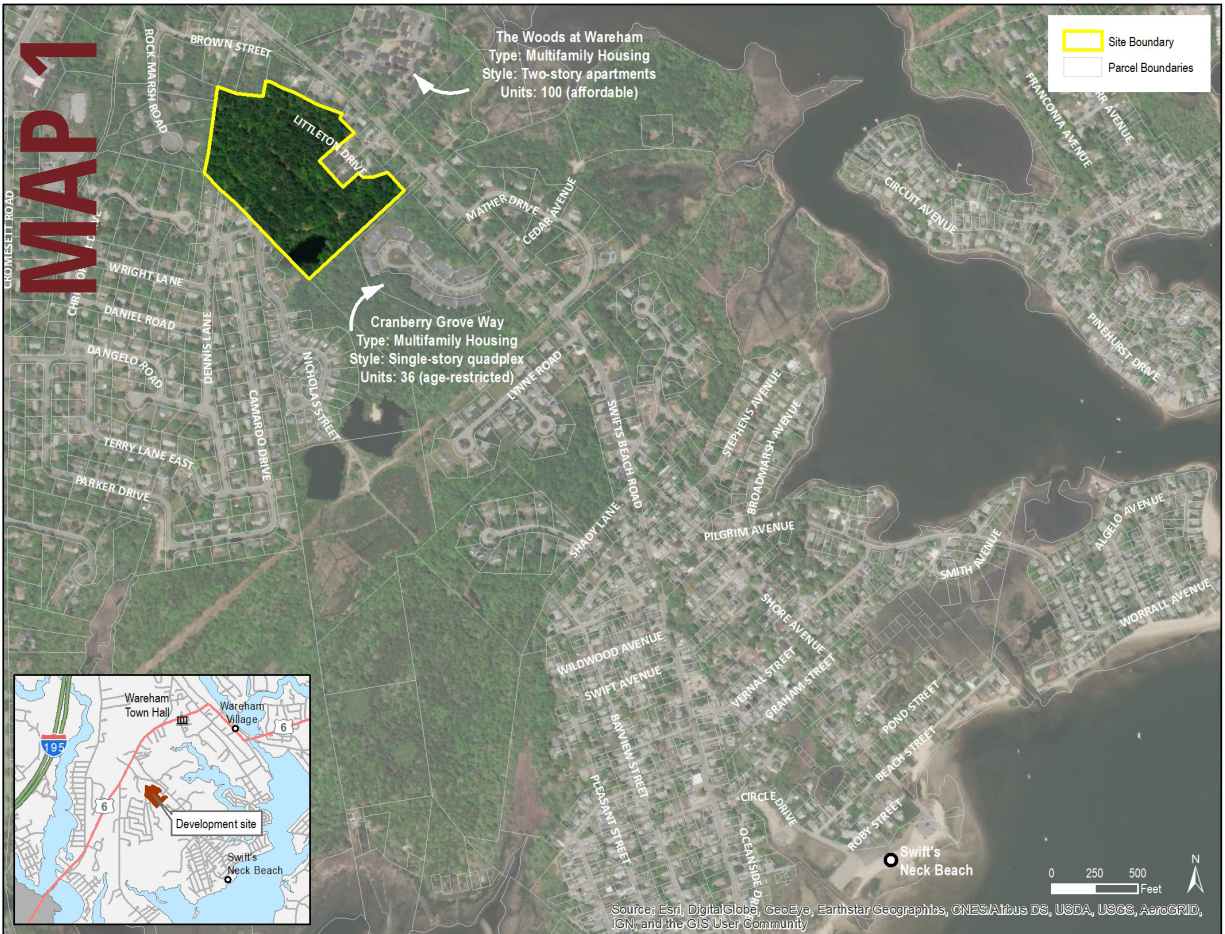 MAP 1
The Woods at Wareham
Type: Multifamily Housing
Style: Two-story apartments
Units: 100 (affordable)
Site Boundary
Parcel Boundaries
BROWN STREET
ROCK MARSH ROAD
LITTLETON DRIVE
FRANCONIA AVENUE
AVENUE
CIRCUIT AVENUE
MATHER DRIVE
CEDAR AVENUE
CROMESETT ROAD
WRIGHT LANE
DANIEL ROAD
DANGELO ROAD
DENNIS LANE
NICHOLAS STREET
CAMARDO DRIVE
TERRY LANE EAST
PARKER DRIVE
Cranberry Grove Way
Type: Multifamily Housing
Style: Single-story quadplex
Units: 36 (age-restricted)
LYNNE ROAD
SWIFTS BEACH ROAD
STEPHENS AVENUE
BROADMARSH AVENUE
PINEHURST DRIVE
SHADY LANE
PILGRIM AVENUE
SMITH AVENUE
ALGELO AVENUE
WORRALL AVENUE
SHORE AVENUE
WILDWOOD AVENUE
SWIFT AVENUE
VERNAL STREET
GRAHAM STREET
POND STREET
BEACH STREET
BAYVIEW STREET
PLEASANT STREET
CIRCLE DRIVE
ROBY STREET
OCEANSIDE
Swift's
Neck Beach
Wareham
Town Hall
Wareham
Village
6
195
6
Development site
Swift's
Neck Beach
N
0 250 500
Feet
Source: Esri, DigitalGlobe, GeoEye, Earthstar Geographics, CNES/Airbus DS, USDA, USGS, AeroGRID,
IGN, and the GIS User Community